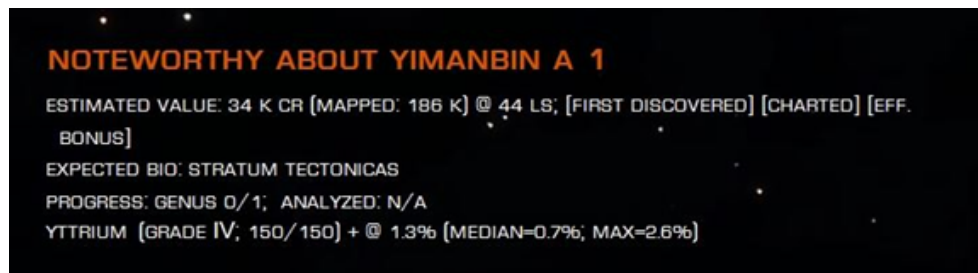 NOTEWORTHY ABOUT YIMANBIN A 1
ESTIMATED VALUE: 34 K CR (MAPPED: 186 K) @ 44 LS; [FIRST DISCOVERED] [CHARTED] [EFF.
BONUS]
EXPECTED BIO: STRATUM TECTONICAS
PROGRESS: GENUS 0/1; ANALYZED: N/A
YTTRIUM (GRADE IV; 150/150) + @ 1.3% (MEDIAN=0.7%; MAX=2.6%)